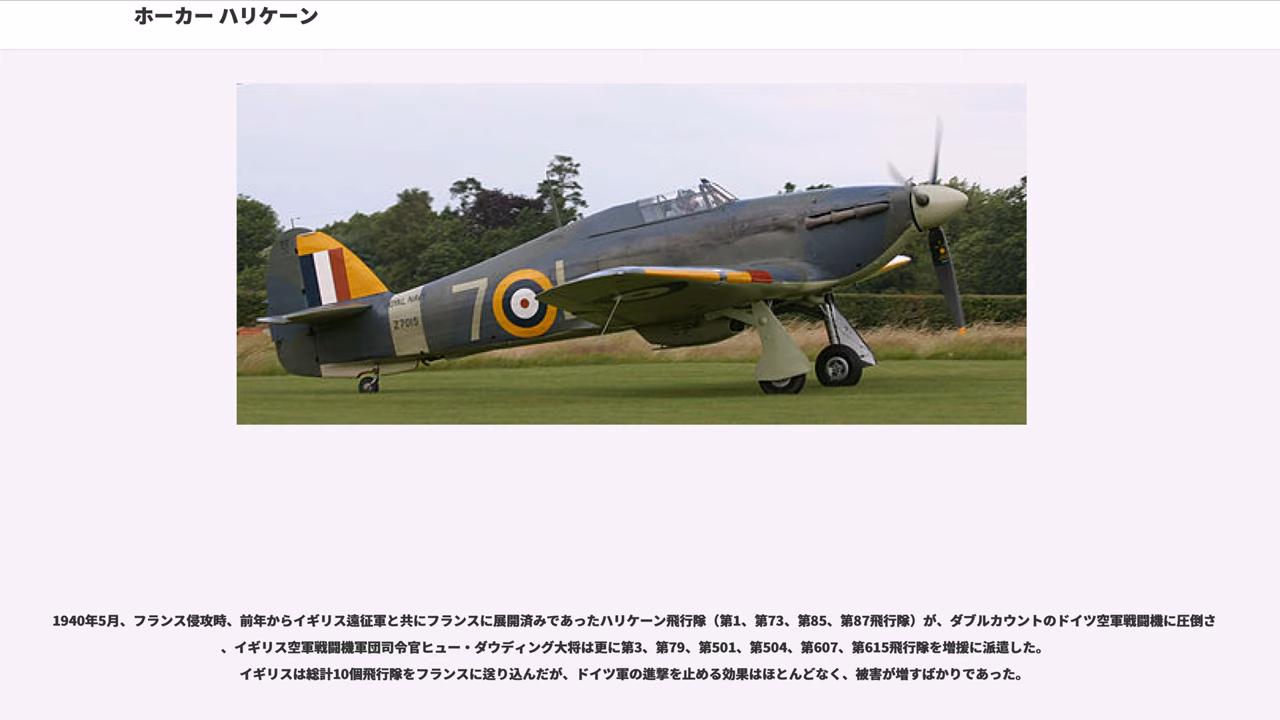 ホーカー ハリケーン
7
L
ROYAL NAVY
Z7015
1940年5月、フランス侵攻時、前年からイギリス遠征軍と共にフランスに展開済みであったハリケーン飛行隊（第1、第73、第85、第87飛行隊）が、ダブルカウントのドイツ空軍戦闘機に圧倒さ
、イギリス空軍戦闘機軍団司令官ヒュー・ダウディング大将は更に第3、第79、第501、第504、第607、第615飛行隊を増援に派遣した。
イギリスは総計10個飛行隊をフランスに送り込んだが、ドイツ軍の進撃を止める効果はほとんどなく、被害が増すばかりであった。